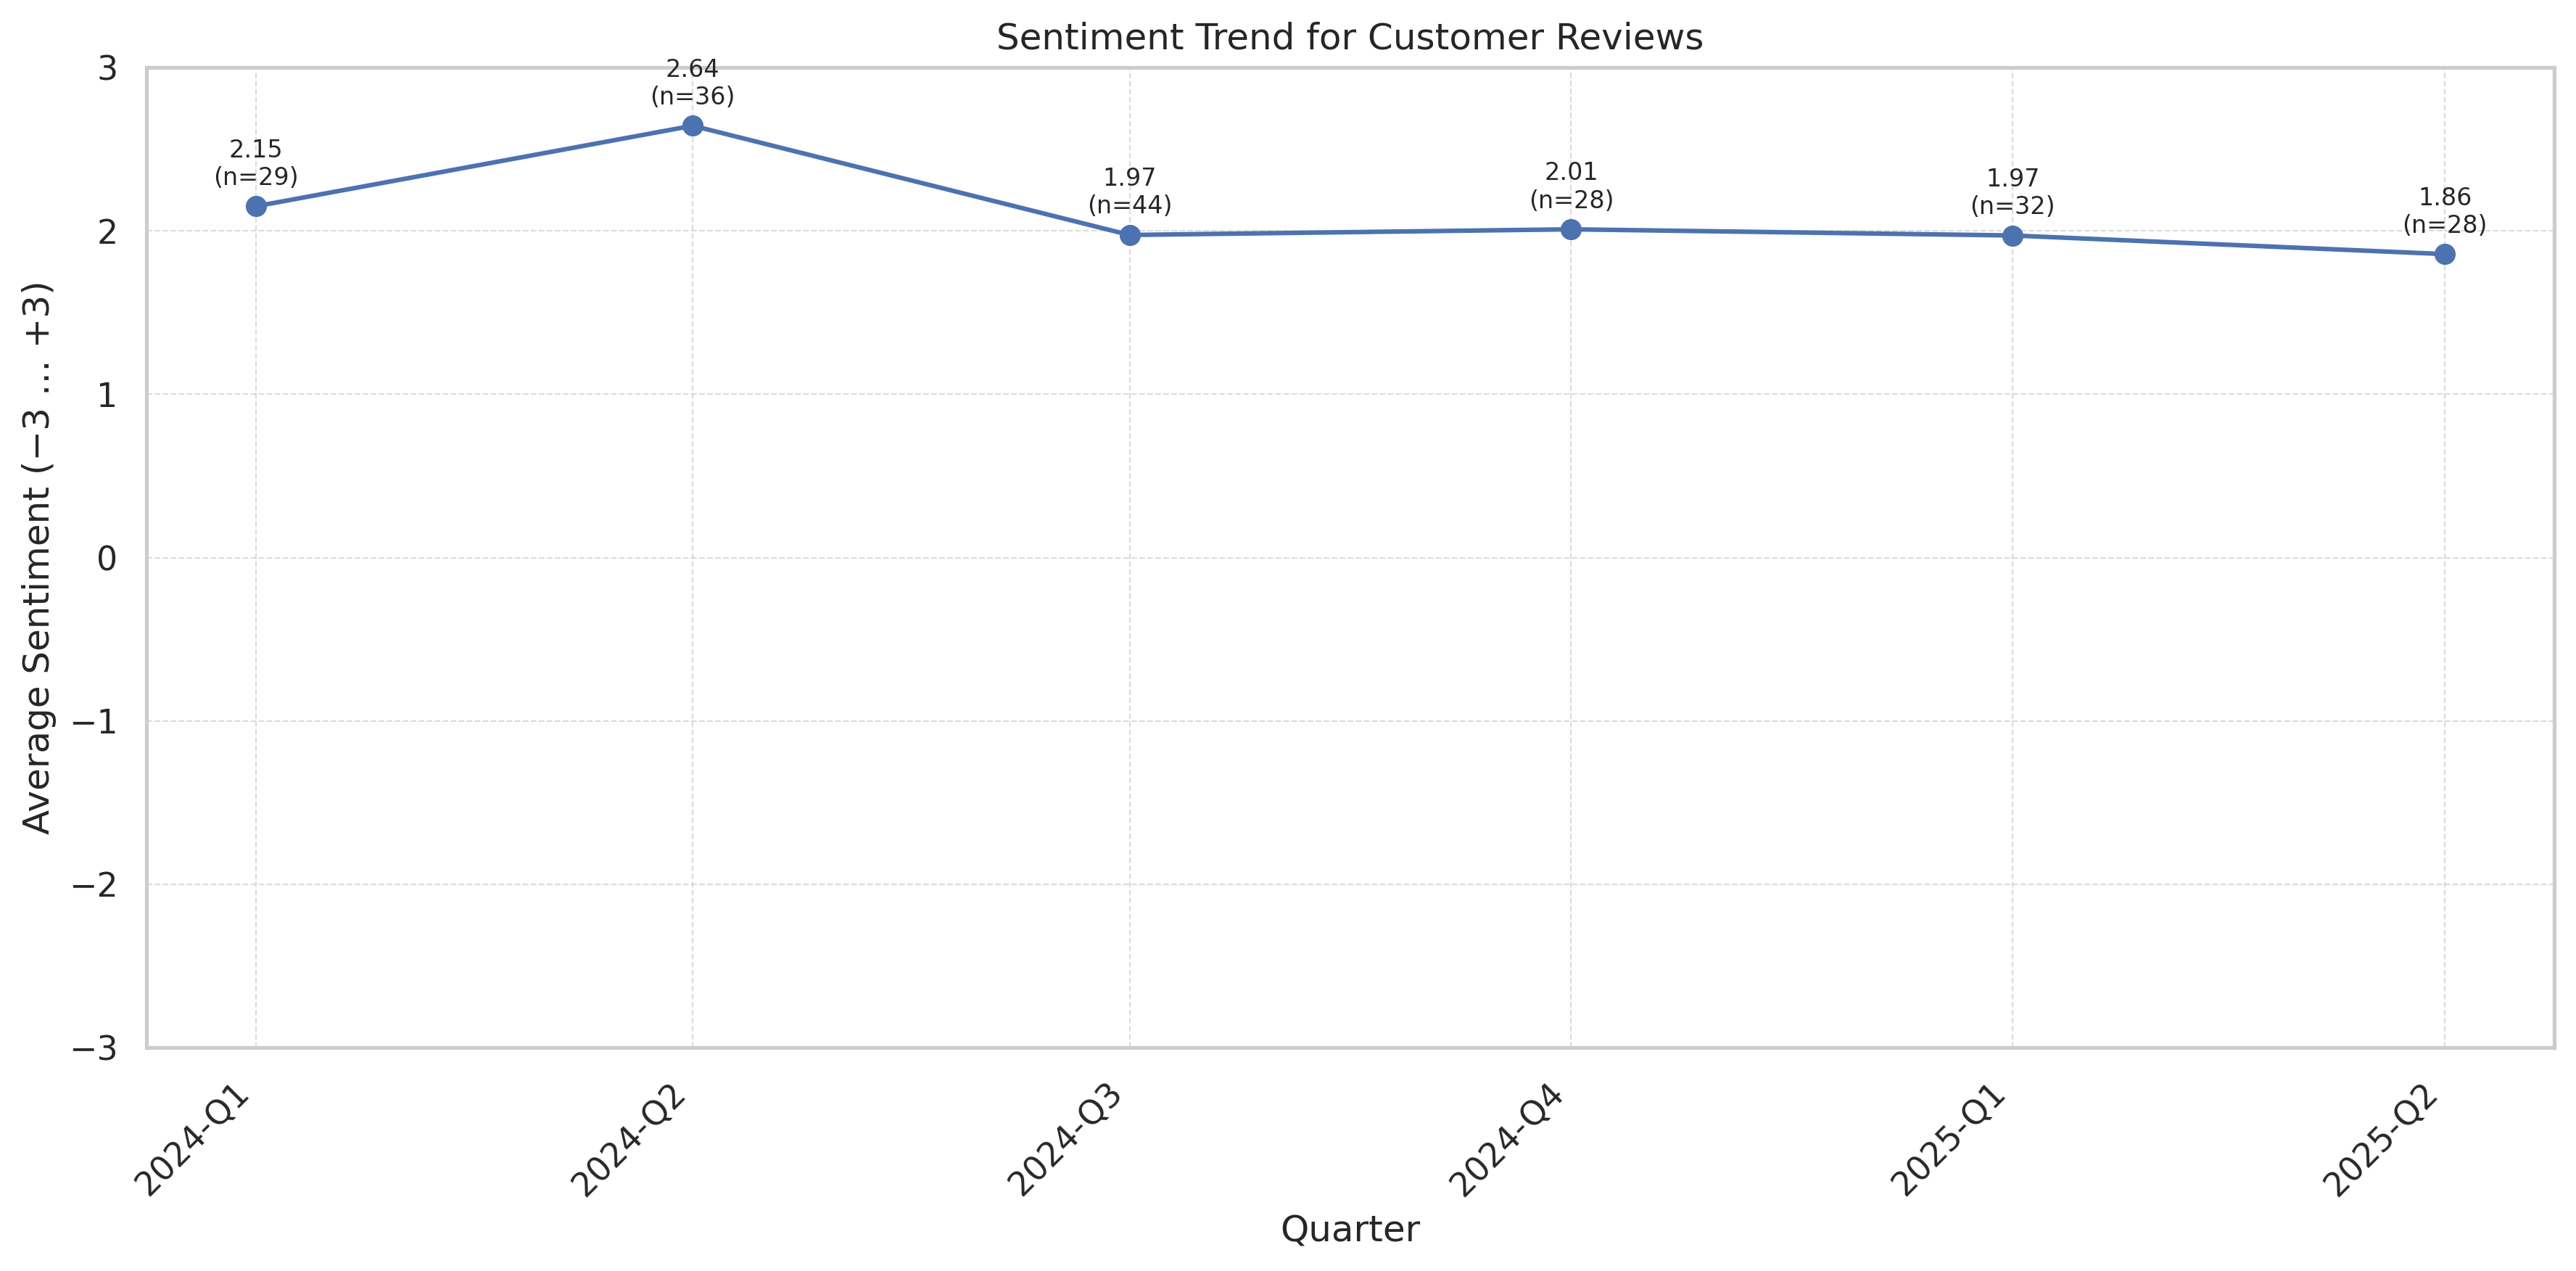 Sentiment Trend for Customer Reviews
Average Sentiment (−3 ... +3)
3
2
1
0
−1
−2
−3
2.15
(n=29)
2.64
(n=36)
1.97
(n=44)
2.01
(n=28)
1.97
(n=32)
1.86
(n=28)
2024-Q1
2024-Q2
2024-Q3
2024-Q4
2025-Q1
2025-Q2
Quarter